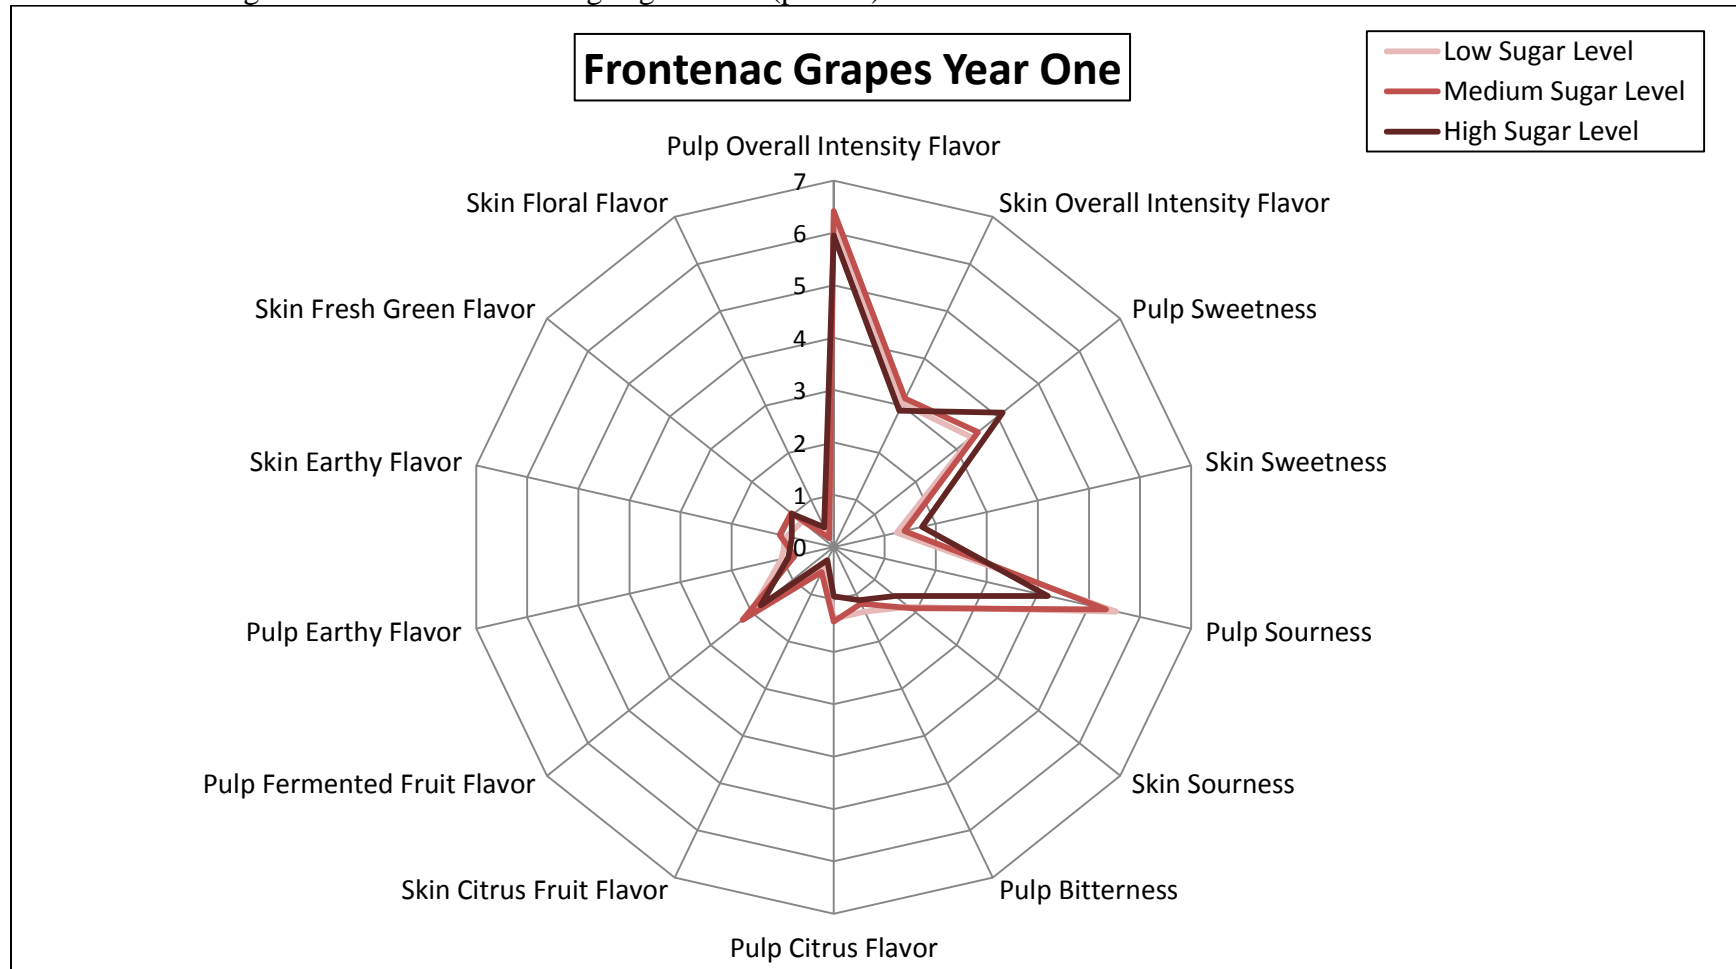 Frontenac Grapes Year One
Low Sugar Level
Medium Sugar Level
High Sugar Level
Pulp Overall Intensity Flavor
Skin Overall Intensity Flavor
Pulp Sweetness
Skin Sweetness
Pulp Sourness
Skin Sourness
Pulp Bitterness
Pulp Citrus Flavor
Skin Citrus Fruit Flavor
Pulp Fermented Fruit Flavor
Pulp Earthy Flavor
Skin Earthy Flavor
Skin Fresh Green Flavor
Skin Floral Flavor
7
6
5
4
3
2
1
0